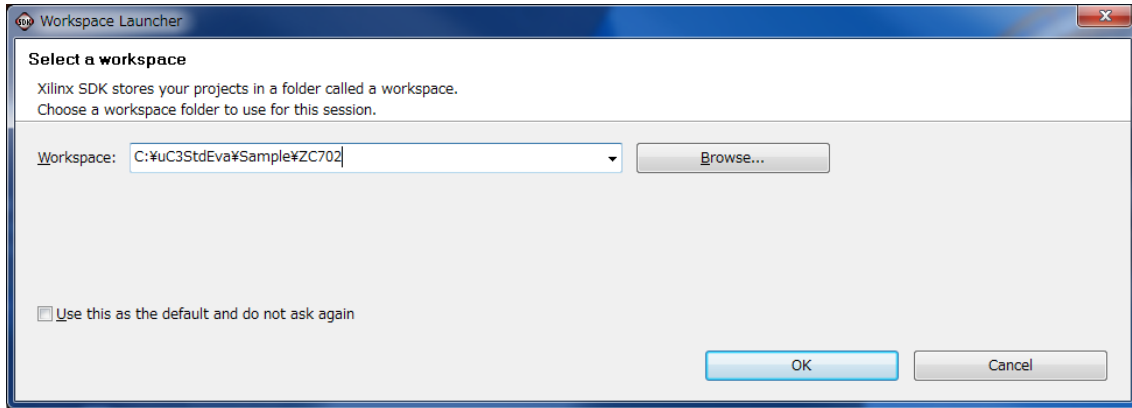 SDK Workspace Launcher
Select a workspace
Xilinx SDK stores your projects in a folder called a workspace.
Choose a workspace folder to use for this session.
Workspace: C:¥uC3StdEva¥Sample¥ZC702 Browse...
Use this as the default and do not ask again
OK Cancel